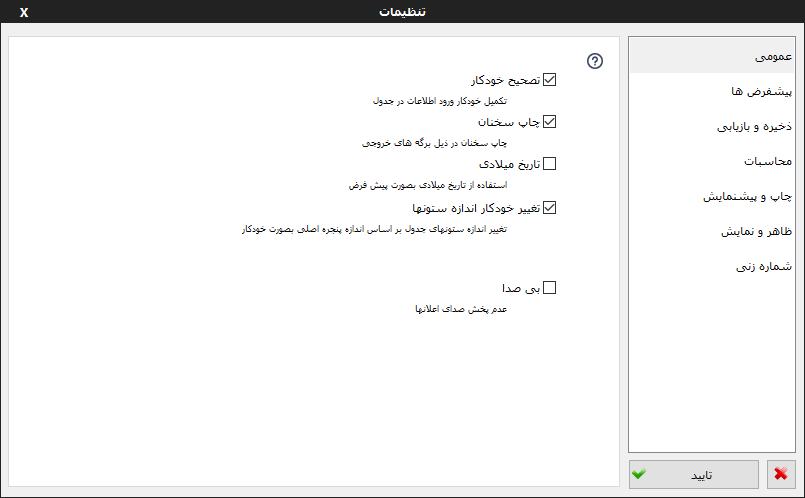 تنظیمات
X
عمومی
پیشفرض ها
ذخیره و بازیابی
محاسبات
چاپ و پیشنمایش
ظاهر و نمایش
شماره زنی
?
تصحیح خودکار
تکمیل خودکار ورود اطلاعات در جدول
چاپ سخنان
چاپ سخنان در ذیل برگه های خروجی
تاریخ میلادی
استفاده از تاریخ میلادی بصورت پیش فرض
تغییر خودکار اندازه ستونها
تغییر اندازه ستونهای جدول بر اساس اندازه پنجره اصلی بصورت خودکار
بی صدا
عدم پخش صدای اعلانها
تایید